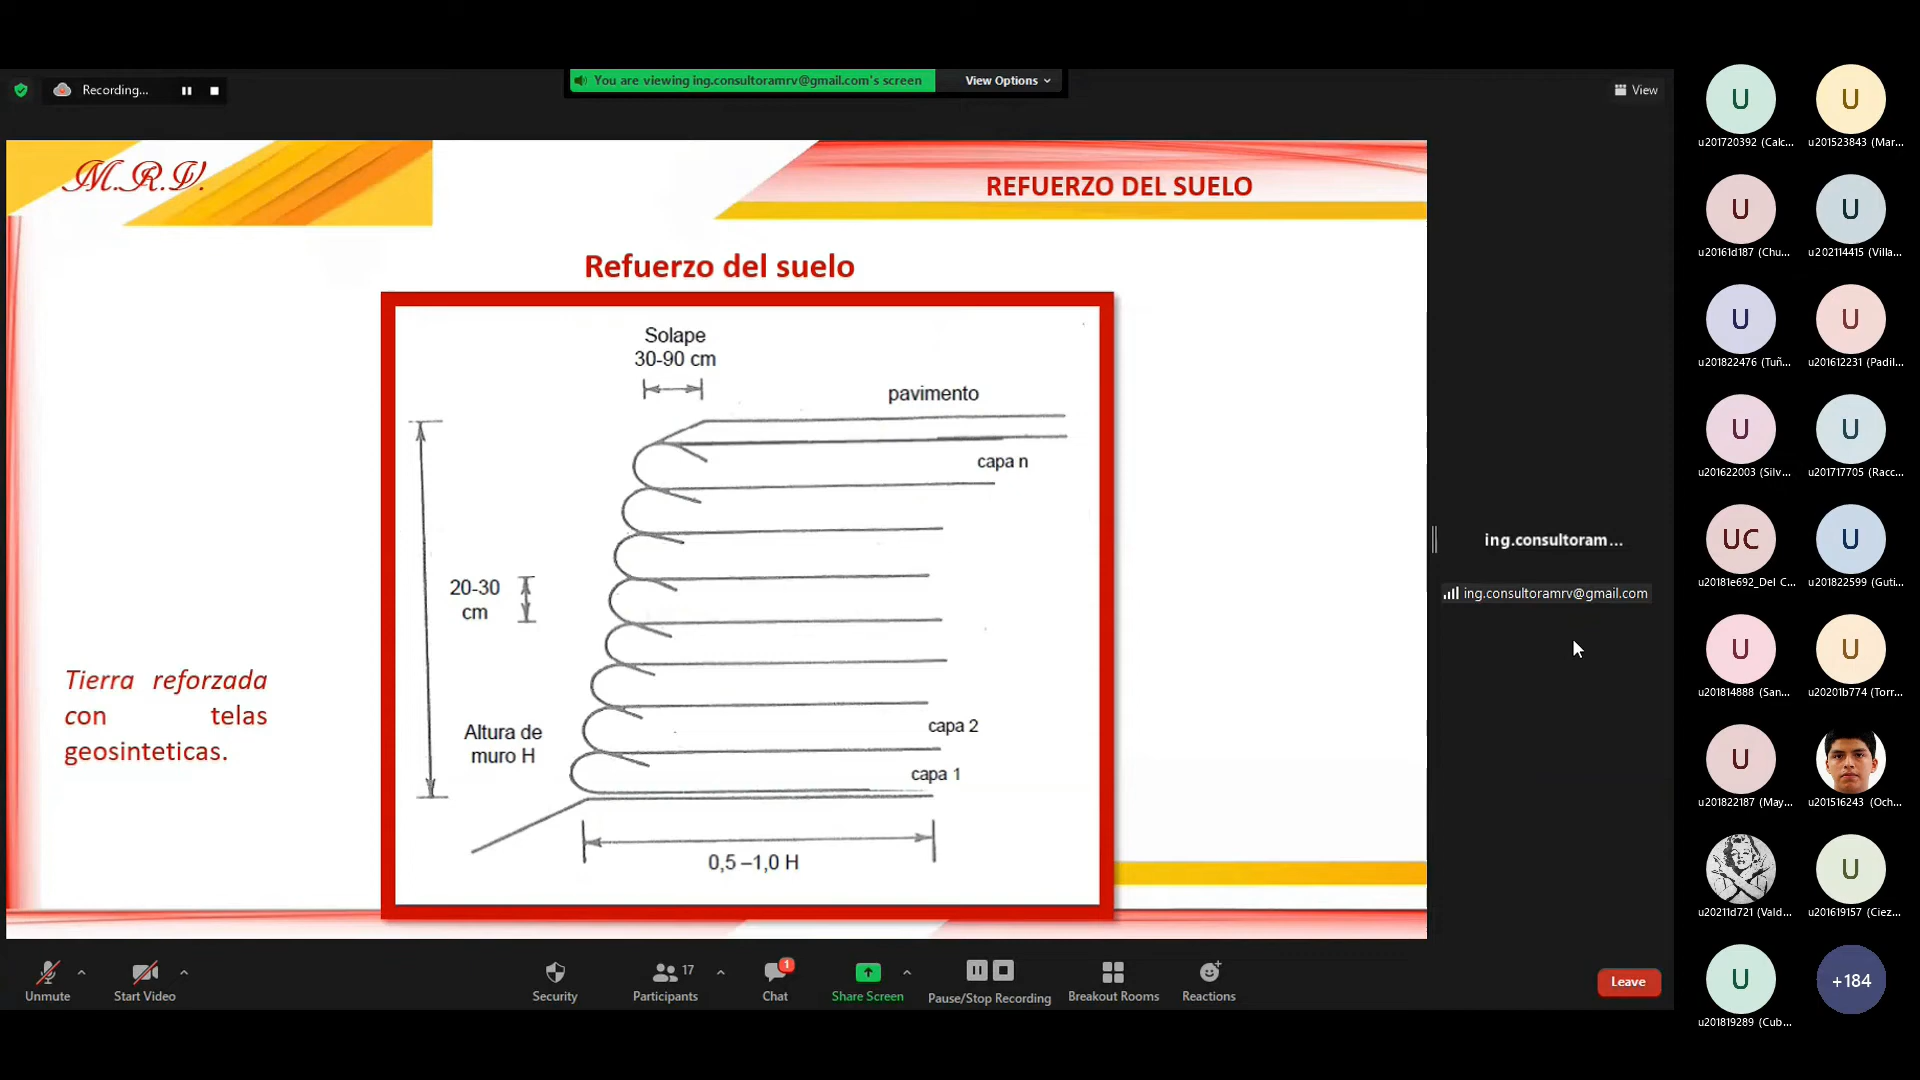 Recording...
You are viewing ing.consultoramrv@gmail.com's screen
View Options
View
M.R.V.
REFUERZO DEL SUELO
Refuerzo del suelo
Solape
30-90 cm
pavimento
capa n
20-30
cm
Tierra reforzada
con telas
geosinteticas.
Altura de
muro H
capa 2
capa 1
0,5 –1,0 H
ing.consultoram...
ing.consultoramrv@gmail.com
Unmute
Start Video
Security
17
Participants
1
Chat
Share Screen
Pause/Stop Recording
Breakout Rooms
Reactions
Leave
U
u201720392 (Calc...
U
u201523843 (Mar...
U
u20161d187 (Chu...
U
u202114415 (Villa...
U
u201822476 (Tuñ...
U
u201612231 (Padil...
U
u201622003 (Silv...
U
u201717705 (Racc...
UC
u20181e692_Del C...
U
u201822599 (Guti...
U
u201814888 (San...
U
u20201b774 (Torr...
U
u201822187 (May...
u201516243 (Och...
u20211d721 (Vald...
U
u201619157 (Ciez...
U
u201819289 (Cub...
+184